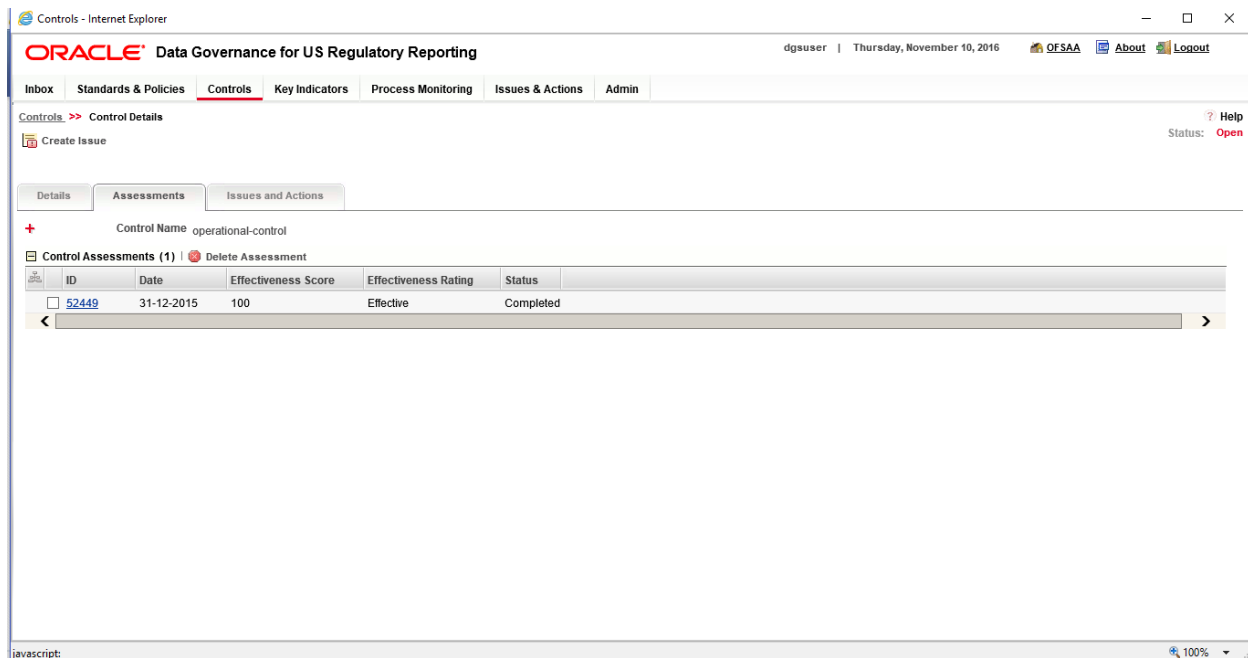 Controls - Internet Explorer
ORACLE® Data Governance for US Regulatory Reporting
dgsuser | Thursday, November 10, 2016 OFSAA About Logout
Inbox Standards & Policies Controls Key Indicators Process Monitoring Issues & Actions Admin
Controls >> Control Details ? Help
Create Issue Status: Open
Details Assessments Issues and Actions
+ Control Name operational-control
Control Assessments (1) | Delete Assessment
ID Date Effectiveness Score Effectiveness Rating Status
52449 31-12-2015 100 Effective Completed
javascript: 100%